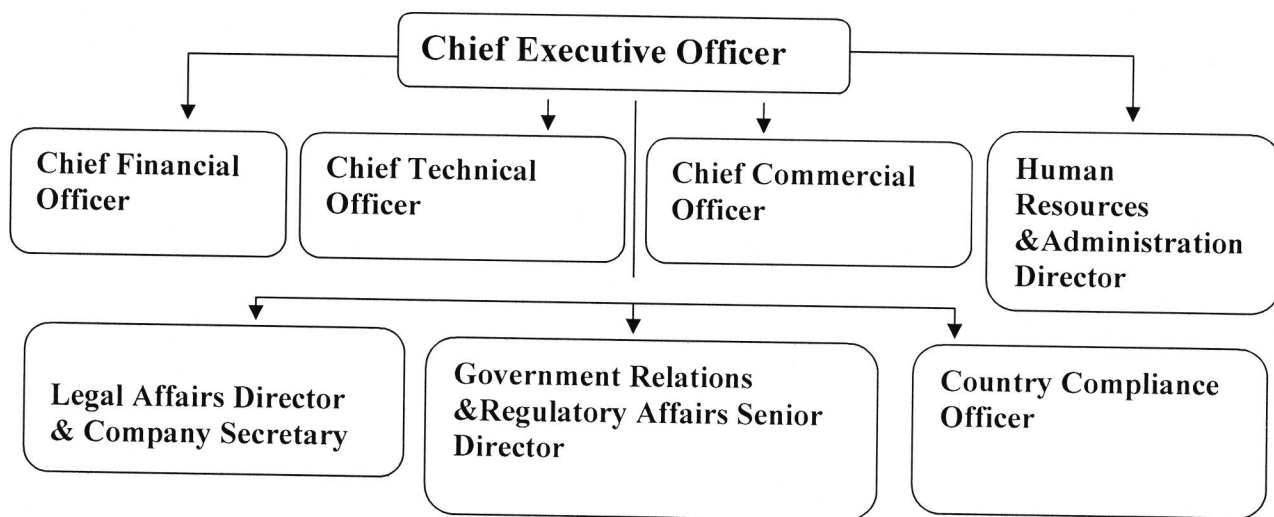 Chief Executive Officer
Chief Financial
Officer
Chief Technical
Officer
Chief Commercial
Officer
Human
Resources
&Administration
Director
Legal Affairs Director
& Company Secretary
Government Relations
&Regulatory Affairs Senior
Director
Country Compliance
Officer